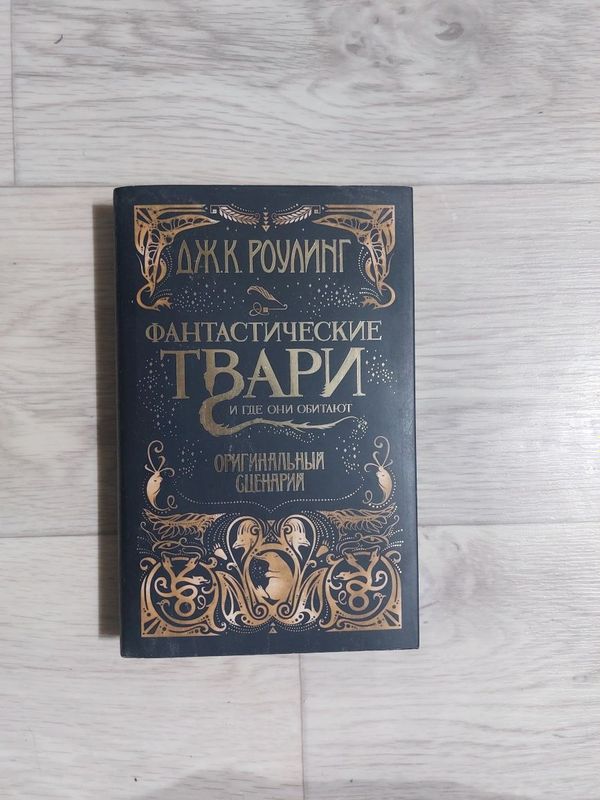 ДЖ.К. РОУЛИНГ
ФАНТАСТИЧЕСКИЕ
ТВАРИ
И ГДЕ ОНИ ОБИТАЮТ
ОРИГИНАЛЬНЫЙ
СЦЕНАРИЙ